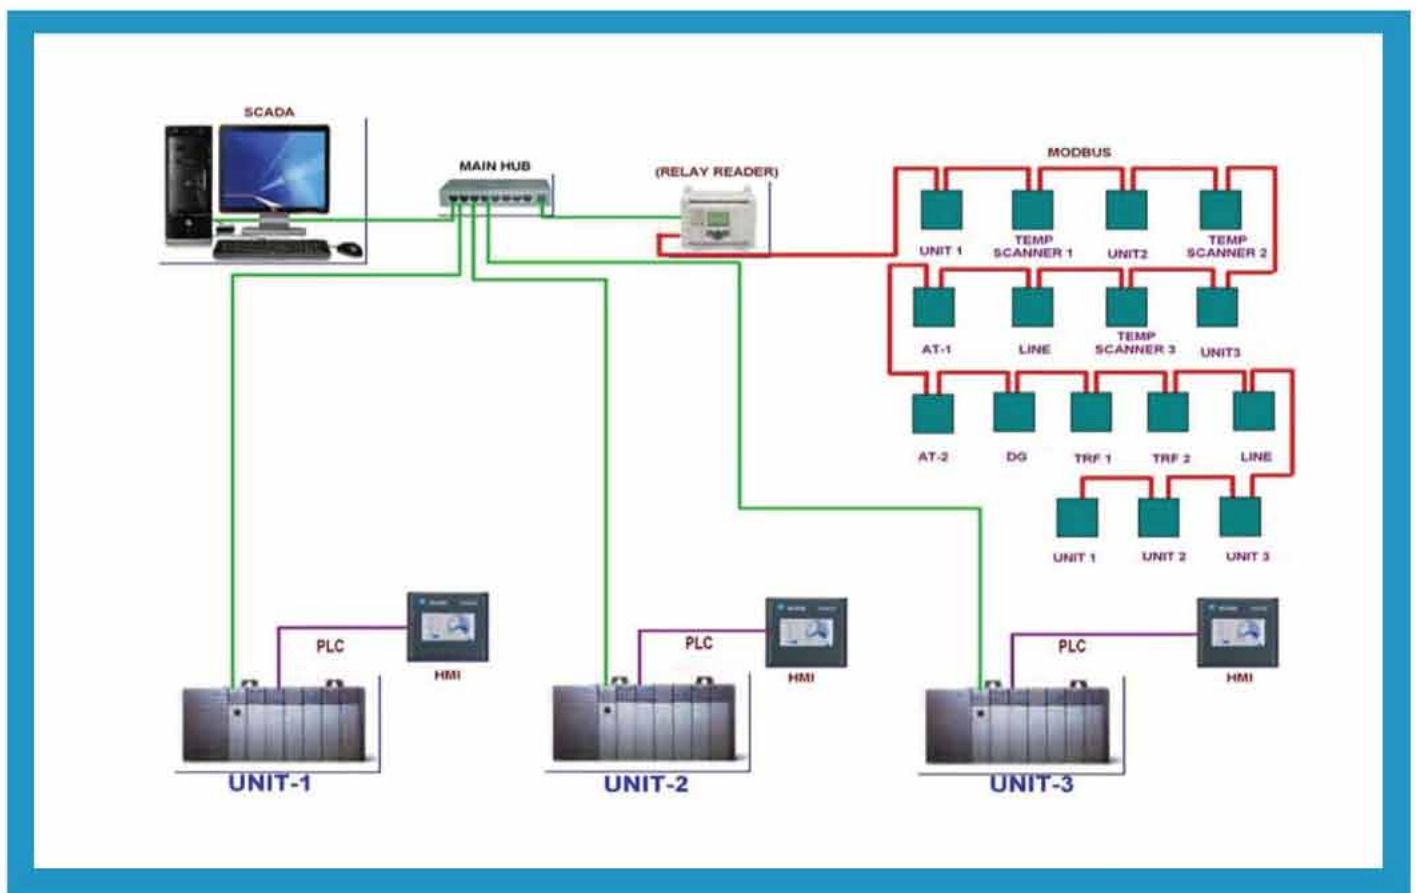 SCADA
MAIN HUB
(RELAY READER)
MODBUS
UNIT 1
TEMP
SCANNER 1
UNIT2
TEMP
SCANNER 2
AT-1
LINE
TEMP
SCANNER 3
UNIT3
AT-2
DG
TRF 1
TRF 2
LINE
UNIT 1
UNIT 2
UNIT 3
PLC
HMI
PLC
HMI
PLC
HMI
UNIT-1
UNIT-2
UNIT-3